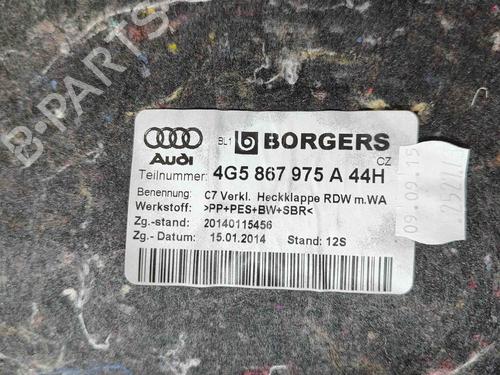 B-PARTS
Audi
BL1 BORGERS
CZ
Teilnummer: 4G5 867 975 A 44H
Benennung: C7 Verkl. Heckklappe RDW m.WA
Werkstoff: >PP+PES+BW+SBR<
Zg.-stand: 20140115456
Zg.- Datum: 15.01.2014 Stand: 12S
09.09.15